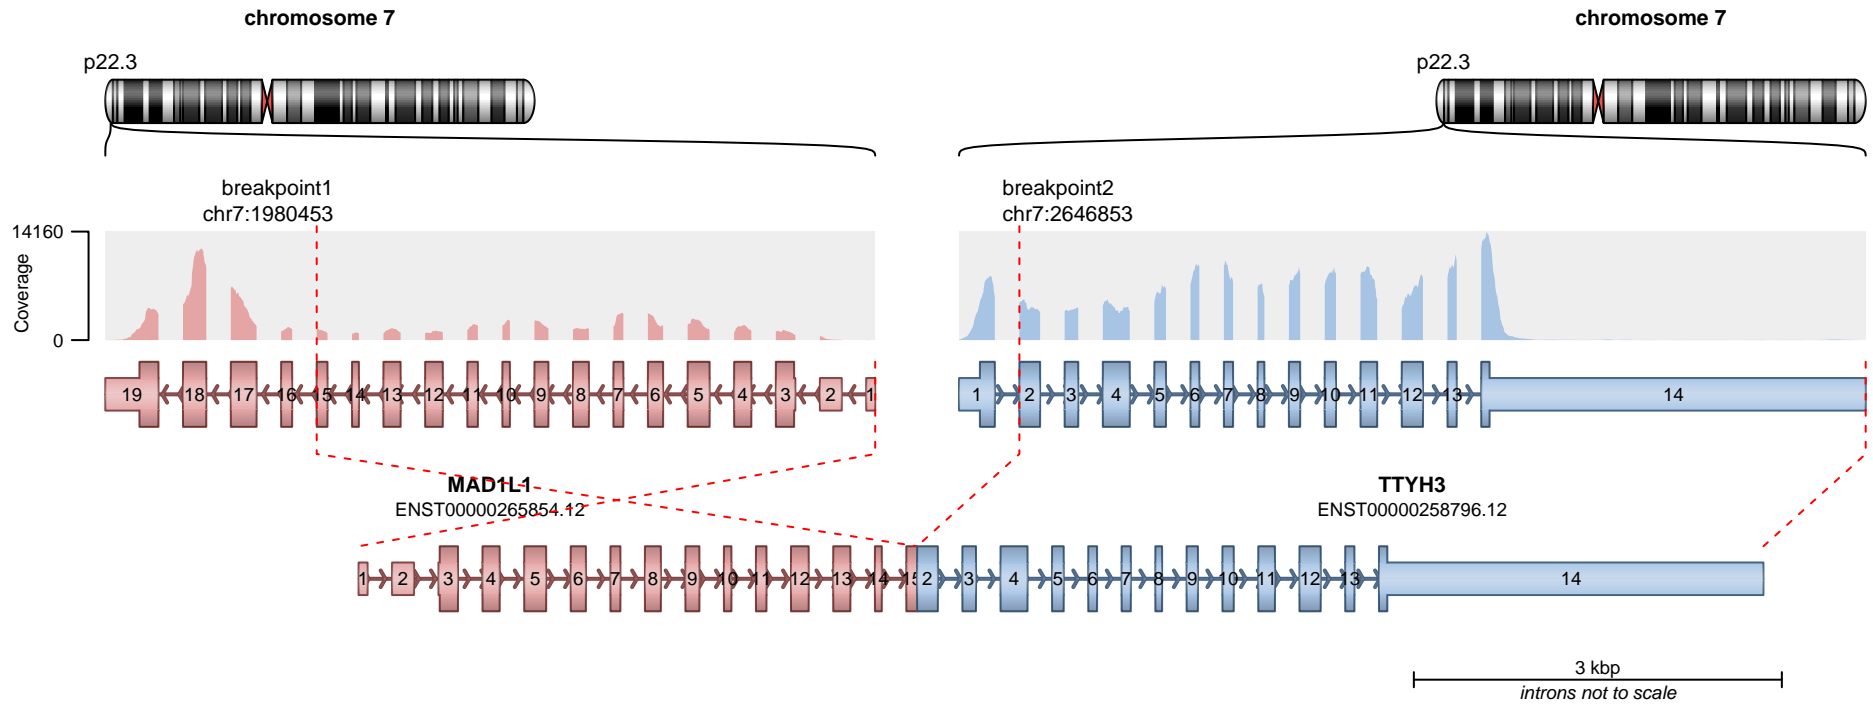 chromosome 7
chromosome 7
p22.3
p22.3
breakpoint1
chr7:1980453
breakpoint2
chr7:2646853
14160
Coverage
0
19 18 17 16 15 14 13 12 11 10 9 8 7 6 5 4 3 2 1
1 2 3 4 5 6 7 8 9 10 11 12 13 14
MAD1L1
ENST00000265854.12
TTYH3
ENST00000258796.12
1 2 3 4 5 6 7 8 9 10 11 12 13 14 15 2 3 4 5 6 7 8 9 10 11 12 13 14
3 kbp
introns not to scale